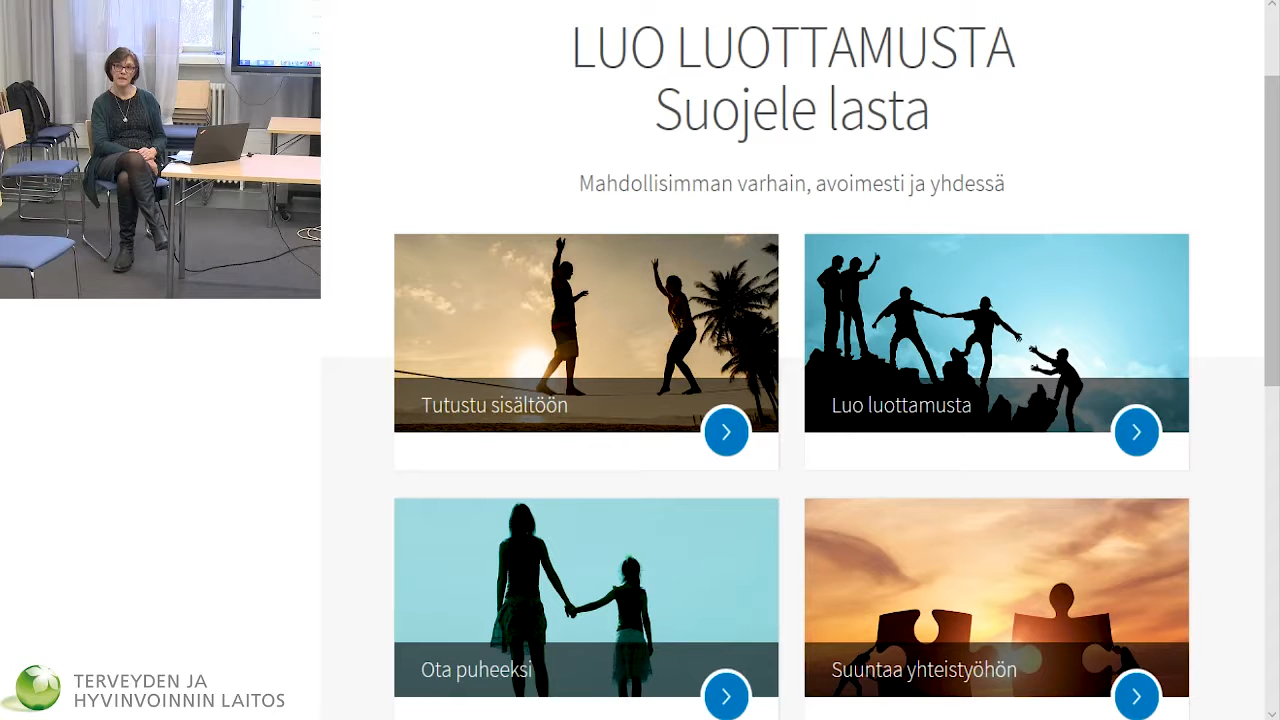 LUO LUOTTAMUSTA
Suojele lasta
Mahdollisimman varhain, avoimesti ja yhdessä
Tutustu sisältöön
Luo luottamusta
Ota puheeksi
Suuntaa yhteistyöhön
TERVEYDEN JA
HYVINVOINNIN LAITOS